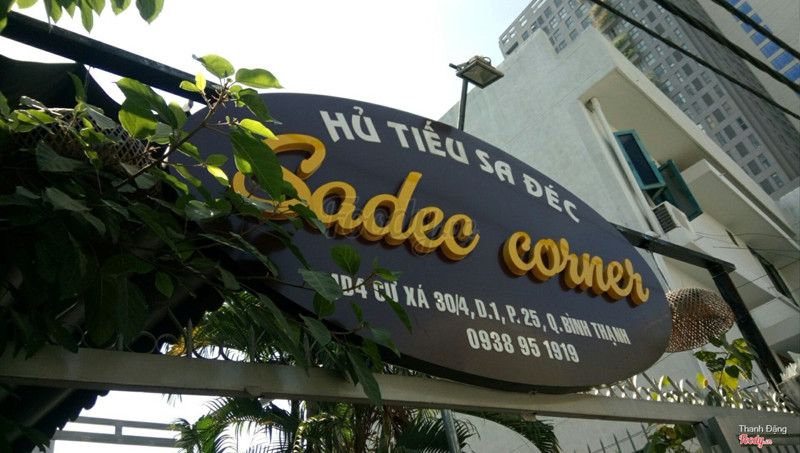 HỦ TIẾU SA ĐÉC
Sadec corner
1D4 CƯ XÁ 30/4, D.1, P. 25, Q. BÌNH THẠNH
0938 95 1919
Thanh Đặng
Foody.vn